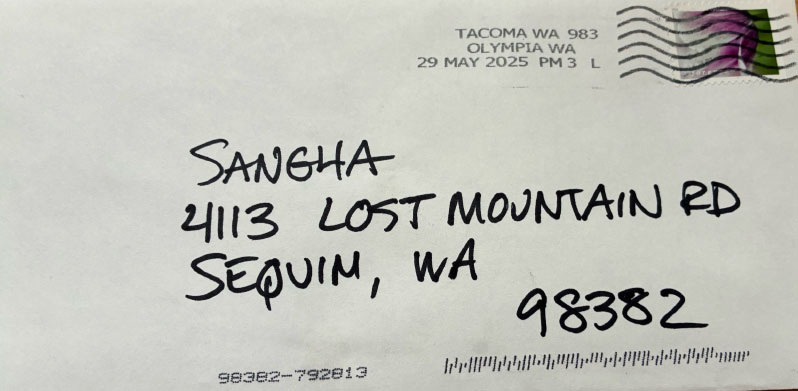 TACOMA WA 983
OLYMPIA WA
29 MAY 2025 PM 3 L
SANGHA
4113 LOST MOUNTAIN RD
SEQUIM, WA
98382
98382-792813